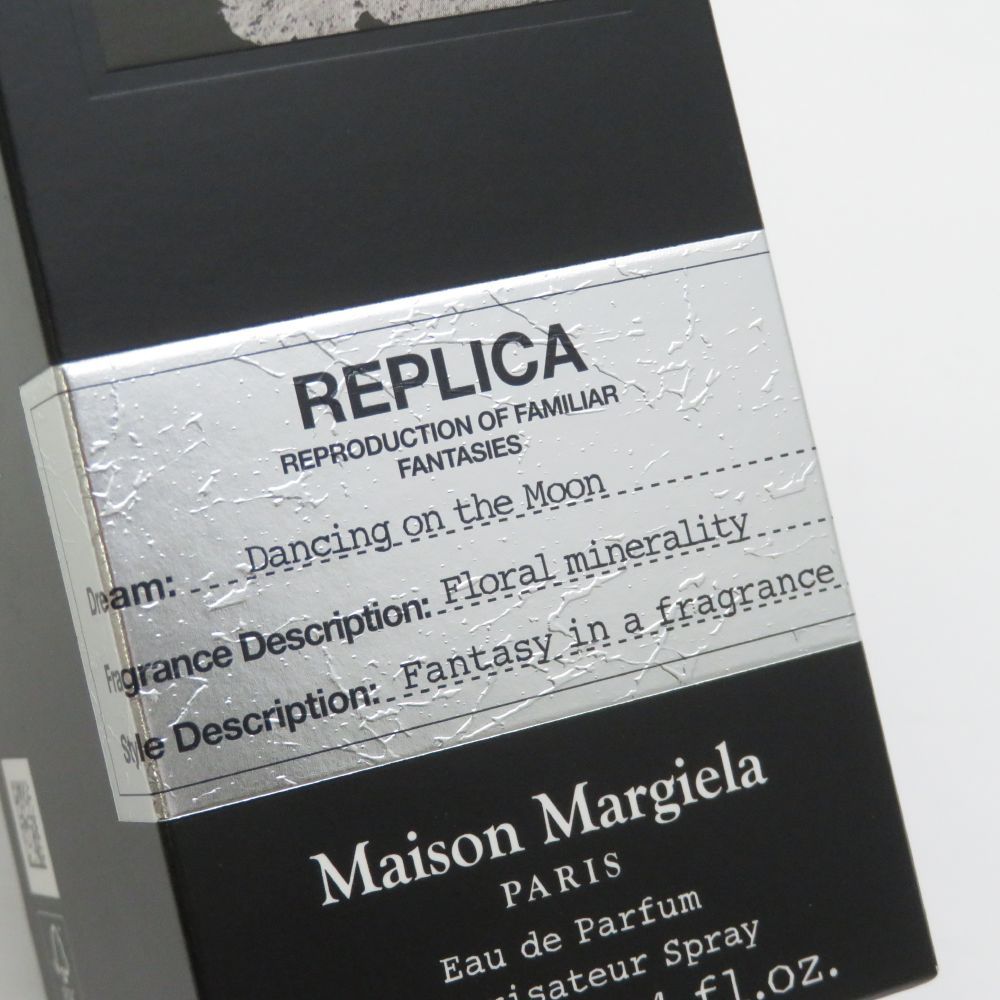 REPLICA
REPRODUCTION OF FAMILIAR
FANTASIES
Dream: Dancing on the Moon
Fragrance Description: Floral minerality
Style Description: Fantasy in a fragrance
Maison Margiela
PARIS
Eau de Parfum
Spray
fl.oz.